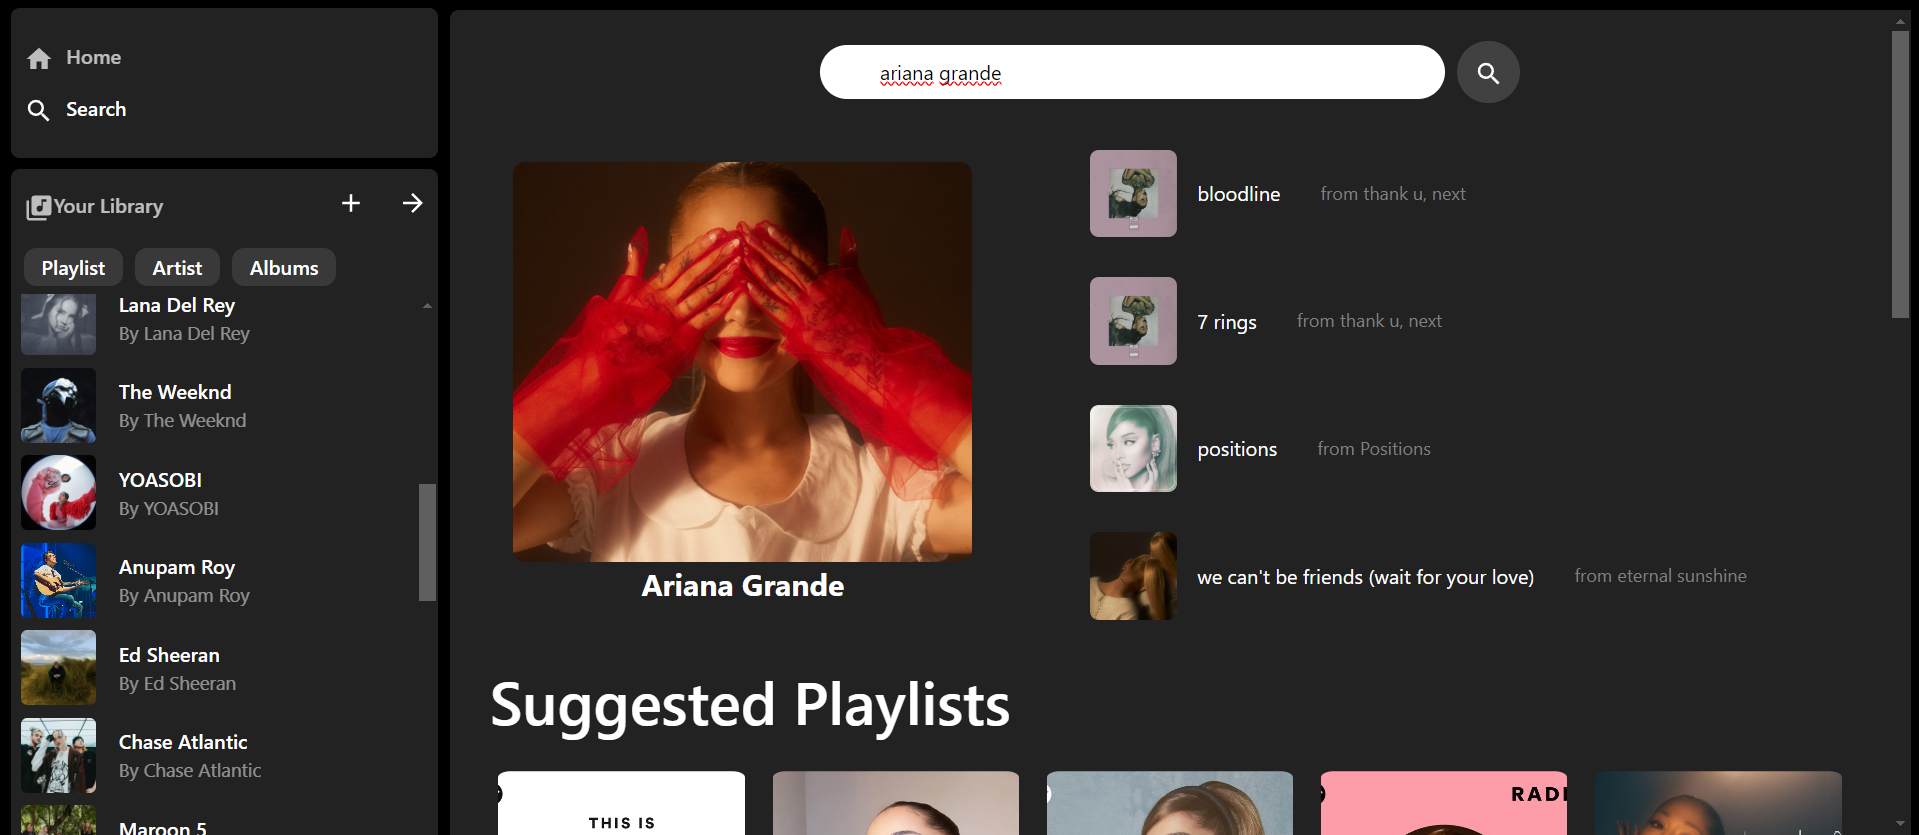 Home
Search
Your Library
Playlist Artist Albums
Lana Del Rey
By Lana Del Rey
The Weeknd
By The Weeknd
YOASOBI
By YOASOBI
Anupam Roy
By Anupam Roy
Ed Sheeran
By Ed Sheeran
Chase Atlantic
By Chase Atlantic
Maroon 5
ariana grande
Ariana Grande
bloodline from thank u, next
7 rings from thank u, next
positions from Positions
we can't be friends (wait for your love) from eternal sunshine
Suggested Playlists
THIS IS
RADI